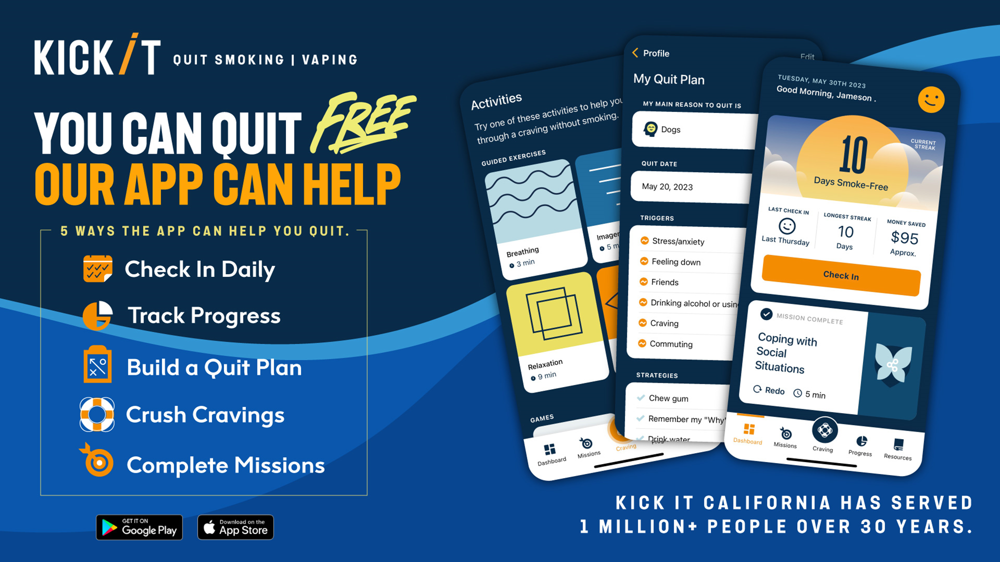 KICK iT
QUIT SMOKING | VAPING
YOU CAN QUIT FREE
OUR APP CAN HELP
5 WAYS THE APP CAN HELP YOU QUIT.
Check In Daily
Track Progress
Build a Quit Plan
Crush Cravings
Complete Missions
GET IT ON
Google Play
Download on the
App Store
Activities
Try one of these activities to help you
through a craving without smoking.
GUIDED EXERCISES
Breathing
3 min
Relaxation
9 min
GAMES
Dashboard
Missions
Craving
Profile
Edit
My Quit Plan
MY MAIN REASON TO QUIT IS
Dogs
QUIT DATE
May 20, 2023
TRIGGERS
Stress/anxiety
Feeling down
Friends
Drinking alcohol or
Craving
Commuting
STRATEGIES
Chew gum
Remember my "Why"
Drink water
TUESDAY, MAY 30TH 2023
Good Morning, Jameson .
CURRENT
STREAK
10
Days Smoke-Free
LAST CHECK IN
Last Thursday
LONGEST STREAK
10
Days
MONEY SAVED
$95
Approx.
Check In
MISSION COMPLETE
Coping with
Social
Situations
Redo
5 min
Dashboard
Missions
Craving
Progress
Resources
KICK IT CALIFORNIA HAS SERVED
1 MILLION+ PEOPLE OVER 30 YEARS.